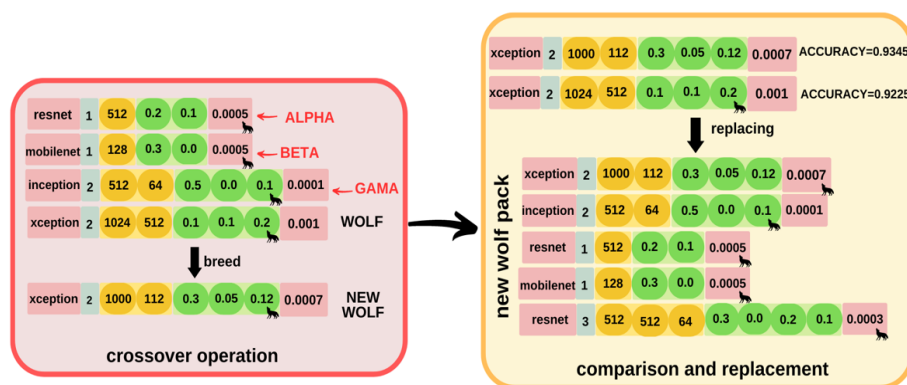 resnet 1 512 0.2 0.1 0.0005 ALPHA
mobilenet 1 128 0.3 0.0 0.0005 BETA
inception 2 512 64 0.5 0.0 0.1 0.0001 GAMA
xception 2 1024 512 0.1 0.1 0.2 0.001 WOLF
breed
xception 2 1000 112 0.3 0.05 0.12 0.0007 NEW
WOLF
crossover operation
xception 2 1000 112 0.3 0.05 0.12 0.0007 ACCURACY=0.9345
xception 2 1024 512 0.1 0.1 0.2 0.001 ACCURACY=0.9225
replacing
new wolf pack
xception 2 1000 112 0.3 0.05 0.12 0.0007
inception 2 512 64 0.5 0.0 0.1 0.0001
resnet 1 512 0.2 0.1 0.0005
mobilenet 1 128 0.3 0.0 0.0005
resnet 3 512 512 64 0.3 0.0 0.2 0.1 0.0003
comparison and replacement